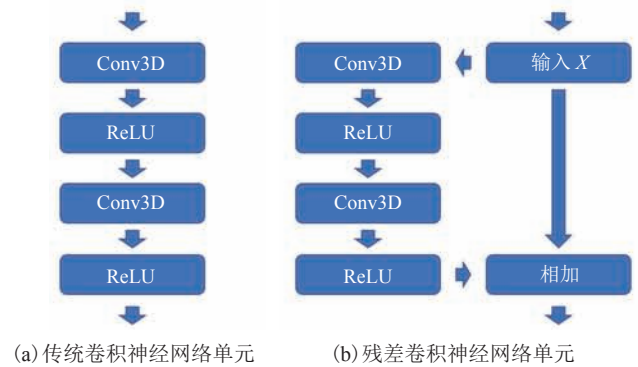 Conv3D
ReLU
Conv3D
ReLU
(a)传统卷积神经网络单元
输入 X
Conv3D
ReLU
Conv3D
ReLU
相加
(b)残差卷积神经网络单元